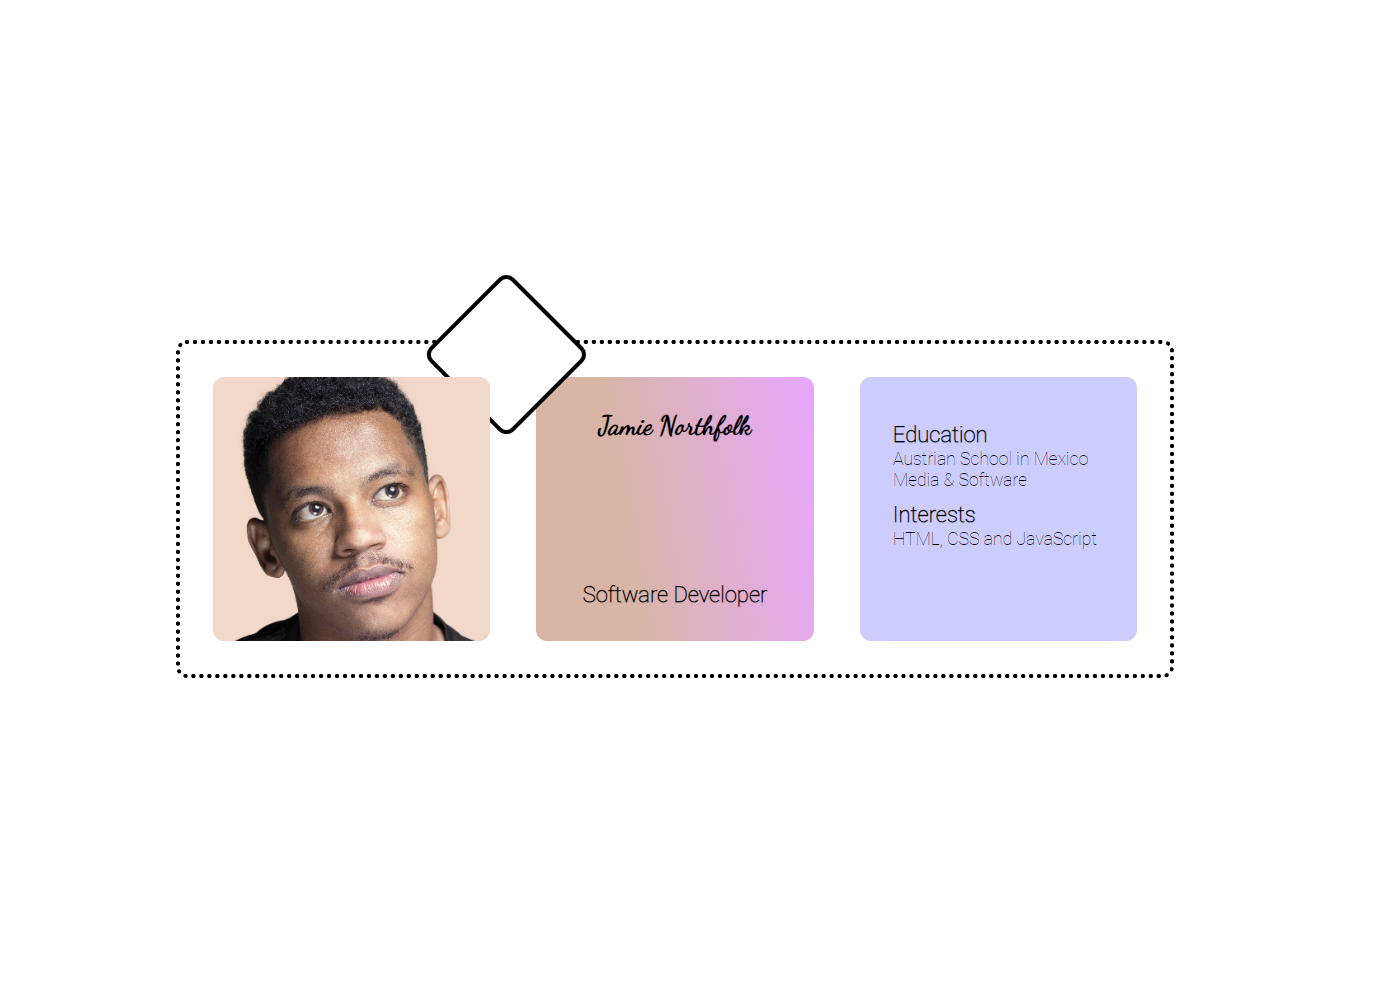 Jamie Northfolk
Software Developer
Education
Austrian School in Mexico
Media & Software
Interests
HTML, CSS and JavaScript